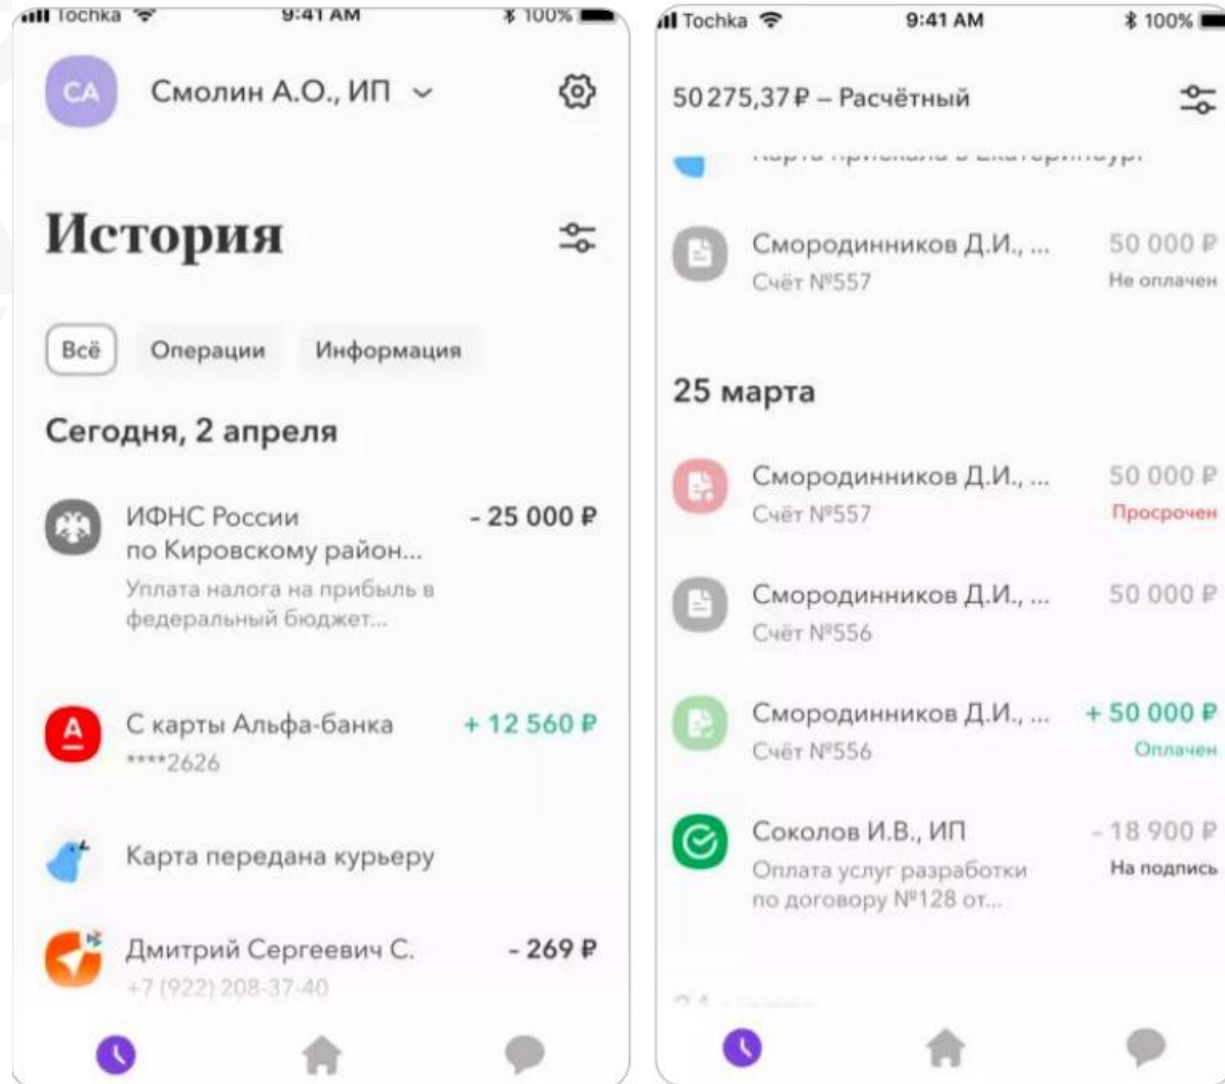 Tochka 9:41 AM 100%
СА Смолин А.О., ИП
История
Всё Операции Информация
Сегодня, 2 апреля
ИФНС России - 25 000 ₽
по Кировскому район...
Уплата налога на прибыль в
федеральный бюджет...
А С карты Альфа-банка + 12 560 ₽
****2626
Карта передана курьеру
Дмитрий Сергеевич С. - 269 ₽
+7 (922) 208-37-40
Tochka 9:41 AM 100%
50 275,37 ₽ – Расчётный
Карта приехала в Екатеринбург
Смородинников Д.И., ... 50 000 ₽
Счёт №557 Не оплачен
25 марта
Смородинников Д.И., ... 50 000 ₽
Счёт №557 Просрочен
Смородинников Д.И., ... 50 000 ₽
Счёт №556
Смородинников Д.И., ... + 50 000 ₽
Счёт №556 Оплачен
Соколов И.В., ИП - 18 900 ₽
Оплата услуг разработки На подпись
по договору №128 от...